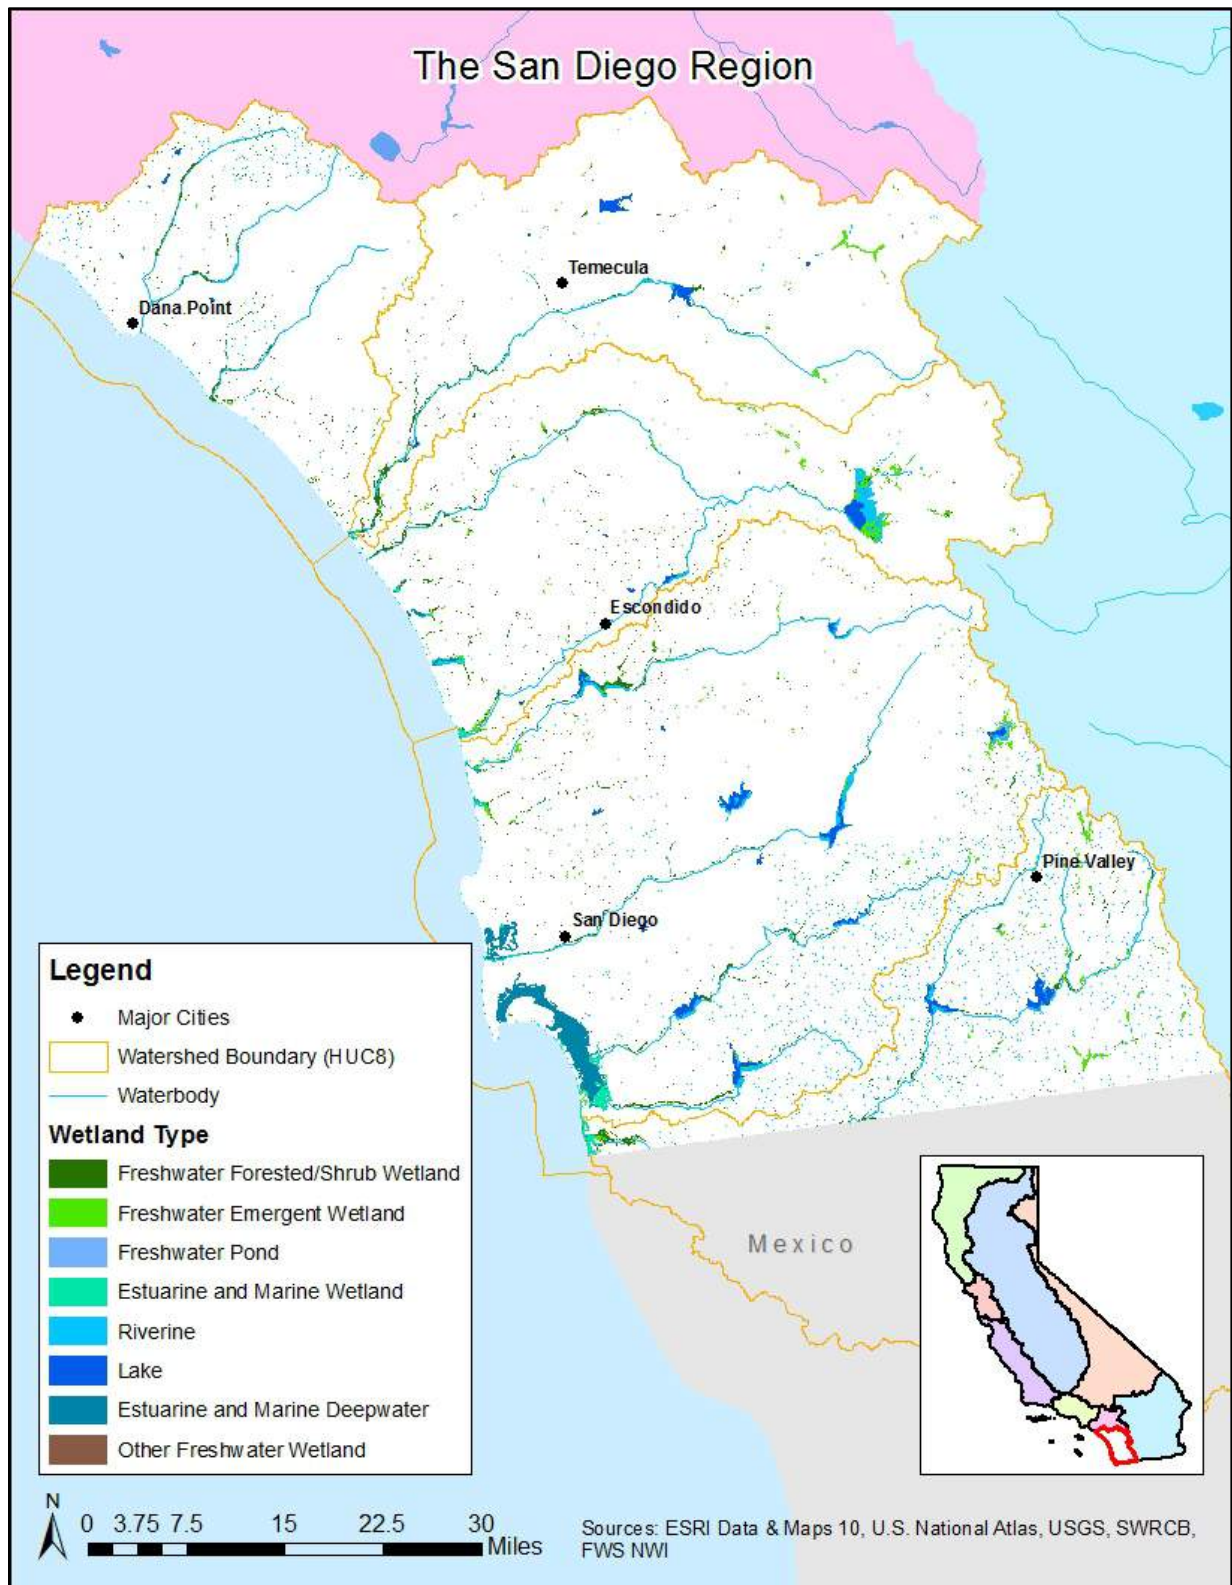 The San Diego Region
Temecula
Dana Point
Escondido
Pine Valley
San Diego
Legend
Major Cities
Watershed Boundary (HUC8)
Waterbody
Wetland Type
Freshwater Forested/Shrub Wetland
Freshwater Emergent Wetland
Freshwater Pond
Estuarine and Marine Wetland
Riverine
Lake
Estuarine and Marine Deepwater
Other Freshwater Wetland
Mexico
N
0 3.75 7.5 15 22.5 30
Miles
Sources: ESRI Data & Maps 10, U.S. National Atlas, USGS, SWRCB,
FWS NWI